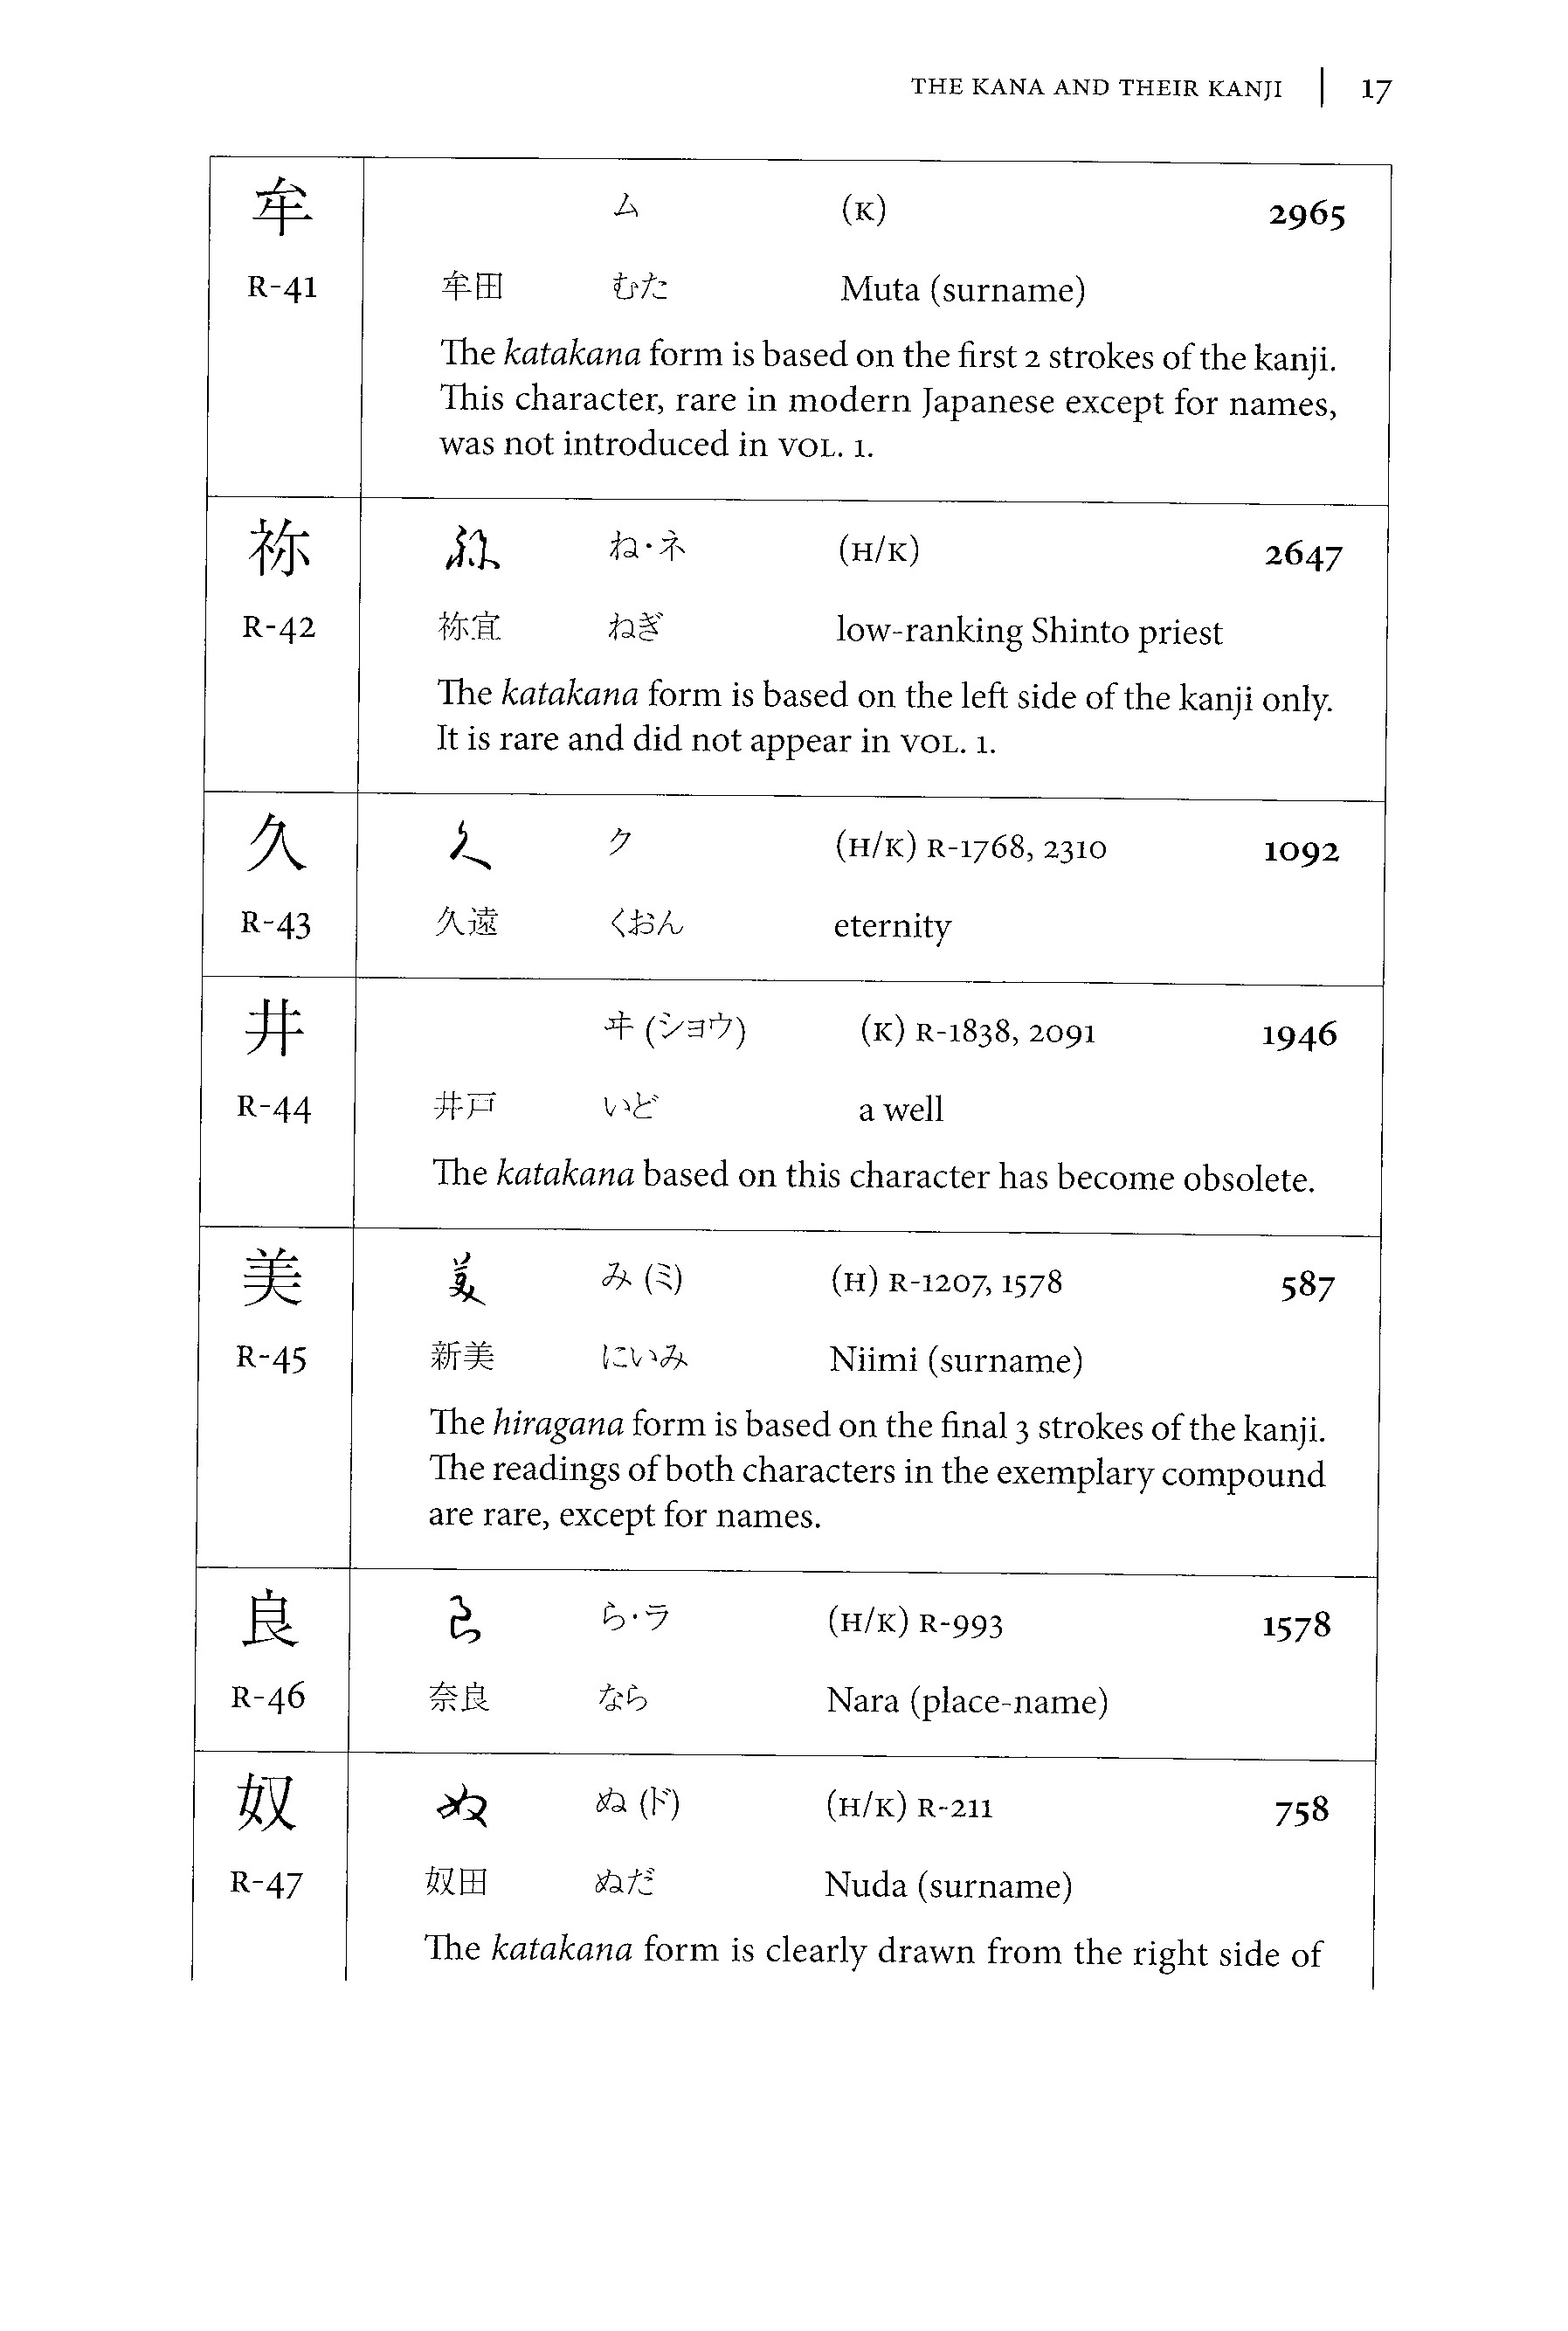 THE KANA AND THEIR KANJI | 17
牟 ム (K) 2965
R-41 牟田 むた Muta (surname)
The katakana form is based on the first 2 strokes of the kanji.
This character, rare in modern Japanese except for names,
was not introduced in VOL. 1.
祢 ね・ネ (H/K) 2647
R-42 祢宜 ねぎ low-ranking Shinto priest
The katakana form is based on the left side of the kanji only.
It is rare and did not appear in VOL. 1.
久 ク (H/K) R-1768, 2310 1092
R-43 久遠 くおん eternity
井 ヰ (ショウ) (K) R-1838, 2091 1946
R-44 井戸 いど a well
The katakana based on this character has become obsolete.
美 美 み (ミ) (H) R-1207, 1578 587
R-45 新美 にいみ Niimi (surname)
The hiragana form is based on the final 3 strokes of the kanji.
The readings of both characters in the exemplary compound
are rare, except for names.
良 ら・ラ (H/K) R-993 1578
R-46 奈良 なら Nara (place-name)
奴 ぬ ぬ (ド) (H/K) R-211 758
R-47 奴田 ぬだ Nuda (surname)
The katakana form is clearly drawn from the right side of